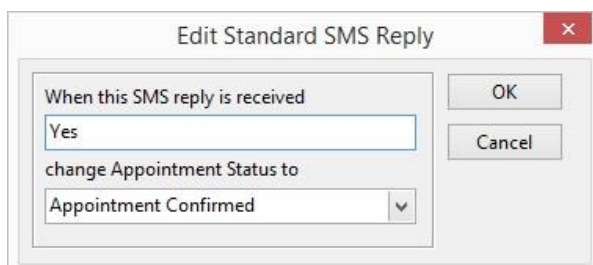 Edit Standard SMS Reply
When this SMS reply is received
Yes
change Appointment Status to
Appointment Confirmed
OK
Cancel